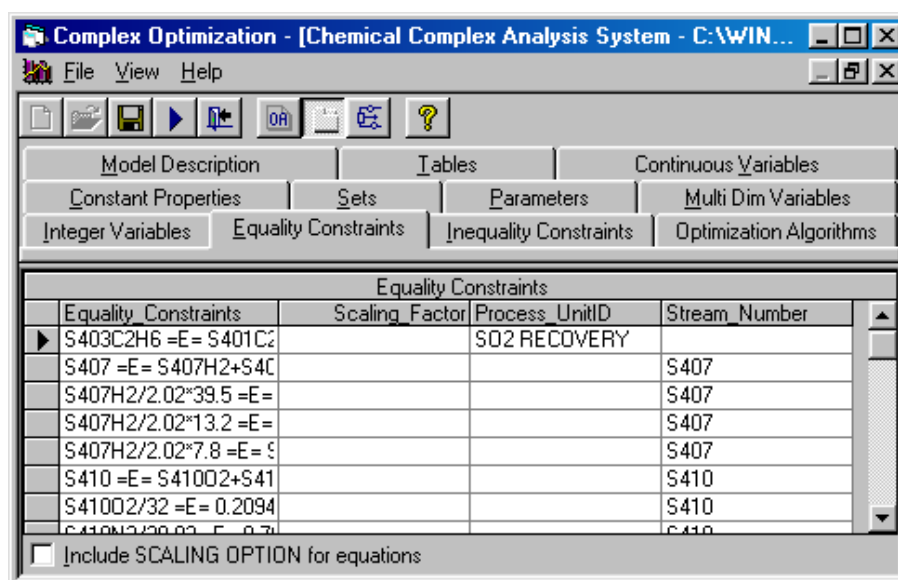 Complex Optimization - [Chemical Complex Analysis System - C:\WIN...
File View Help
OA
Model Description Tables Continuous Variables
Constant Properties Sets Parameters Multi Dim Variables
Integer Variables Equality Constraints Inequality Constraints Optimization Algorithms
Equality Constraints
Equality_Constraints Scaling_Factor Process_UnitID Stream_Number
S403C2H6 =E= S401C2 SO2 RECOVERY
S407 =E= S407H2+S40 S407
S407H2/2.02*39.5 =E= S407
S407H2/2.02*13.2 =E= S407
S407H2/2.02*7.8 =E= S S407
S410 =E= S410O2+S41 S410
S410O2/32 =E= 0.2094 S410
S410
Include SCALING OPTION for equations